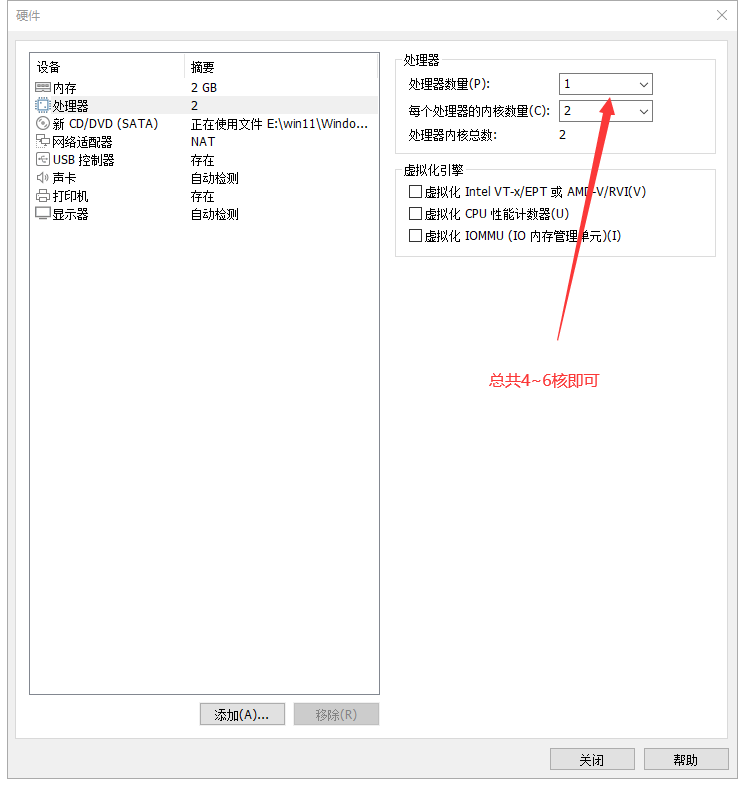 硬件
设备 摘要
内存 2 GB
处理器 2
新 CD/DVD (SATA) 正在使用文件 E:\win11\Windo...
网络适配器 NAT
USB 控制器 存在
声卡 自动检测
打印机 存在
显示器 自动检测
添加(A)... 移除(R)
处理器
处理器数量(P): 1
每个处理器的内核数量(C): 2
处理器内核总数: 2
虚拟化引擎
虚拟化 Intel VT-x/EPT 或 AMD-V/RVI(V)
虚拟化 CPU 性能计数器(U)
虚拟化 IOMMU (IO 内存管理单元)(I)
总共4~6核即可
关闭 帮助